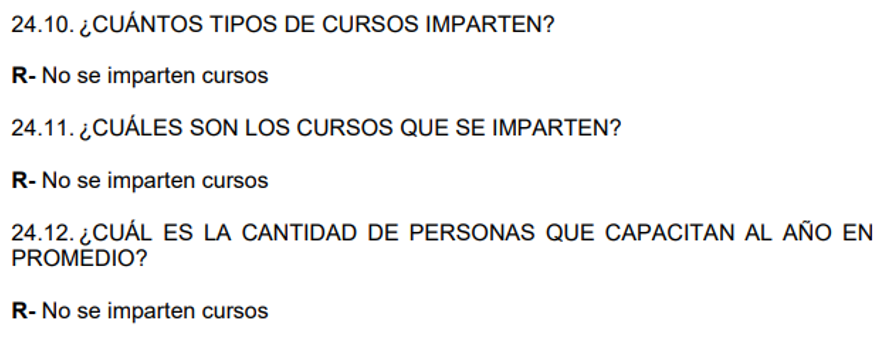 24.10. ¿CUÁNTOS TIPOS DE CURSOS IMPARTEN?
R- No se imparten cursos
24.11. ¿CUÁLES SON LOS CURSOS QUE SE IMPARTEN?
R- No se imparten cursos
24.12. ¿CUÁL ES LA CANTIDAD DE PERSONAS QUE CAPACITAN AL AÑO EN
PROMEDIO?
R- No se imparten cursos